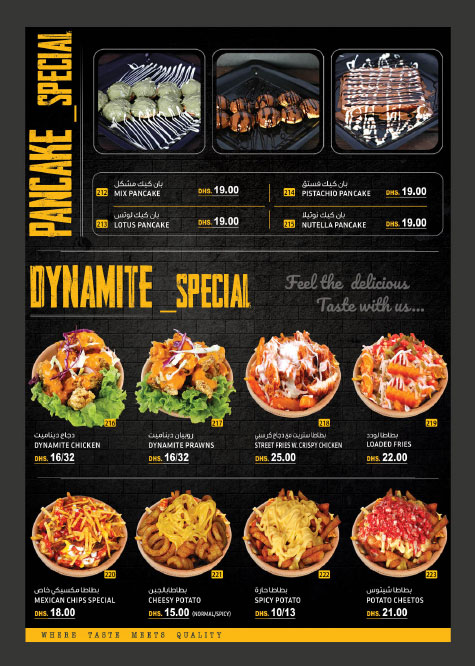 PANCAKE _SPECIAL
212
بان كيك مشكل
MIX PANCAKE
DHS. 19.00
214
بان كيك فستق
PISTACHIO PANCAKE
DHS. 19.00
213
بان كيك لوتس
LOTUS PANCAKE
DHS. 19.00
215
بان كيك نوتيلا
NUTELLA PANCAKE
DHS. 19.00
DYNAMITE _SPECIAL
Feel the delicious
Taste with us...
216
دجاج ديناميت
DYNAMITE CHICKEN
DHS. 16/32
217
روبيان ديناميت
DYNAMITE PRAWNS
DHS. 16/32
218
بطاطا ستريت مع دجاج كرسبي
STREET FRIES W. CRISPY CHICKEN
DHS. 25.00
219
بطاطا لودد
LOADED FRIES
DHS. 22.00
220
بطاطا مكسيكي خاص
MEXICAN CHIPS SPECIAL
DHS. 18.00
221
بطاطابالجبن
CHEESY POTATO
DHS. 15.00 (NORMAL/SPICY)
222
بطاطا حارة
SPICY POTATO
DHS. 10/13
223
بطاطا شيتوس
POTATO CHEETOS
DHS. 21.00
WHERE TASTE MEETS QUALITY